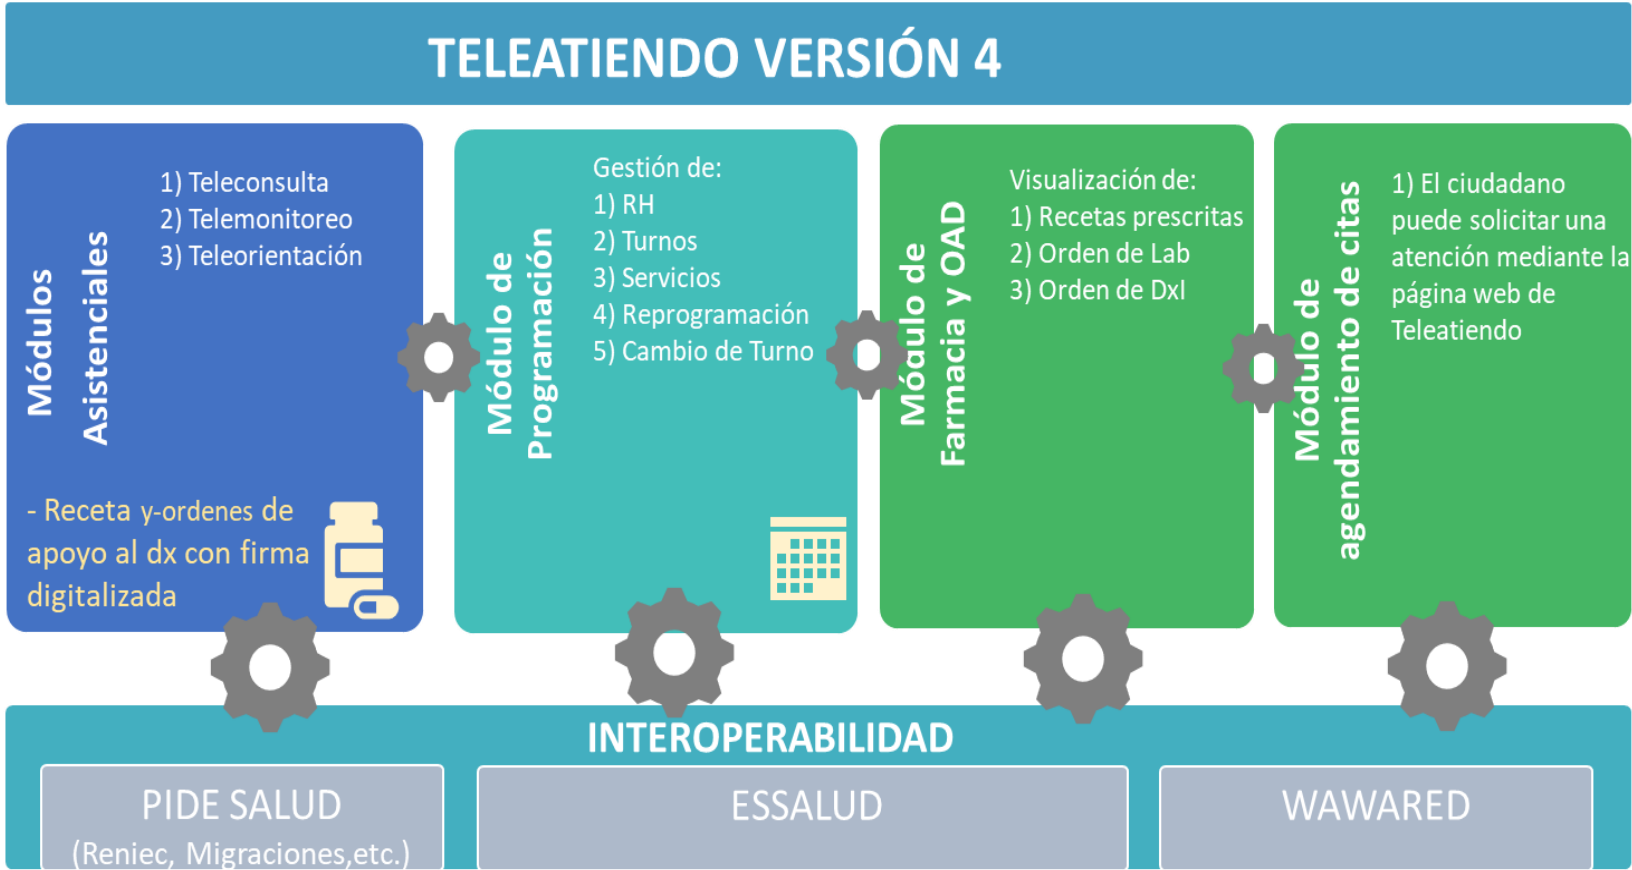 TELEATIENDO VERSIÓN 4
Módulos
Asistenciales
1) Teleconsulta
2) Telemonitoreo
3) Teleorientación
- Receta y-ordenes de
apoyo al dx con firma
digitalizada
Módulo de
Programación
Gestión de:
1) RH
2) Turnos
3) Servicios
4) Reprogramación
5) Cambio de Turno
Módulo de
Farmacia y OAD
Visualización de:
1) Recetas prescritas
2) Orden de Lab
3) Orden de DxI
Módulo de
agendamiento de citas
1) El ciudadano
puede solicitar una
atención mediante la
página web de
Teleatiendo
INTEROPERABILIDAD
PIDE SALUD
(Reniec, Migraciones,etc.)
ESSALUD
WAWARED